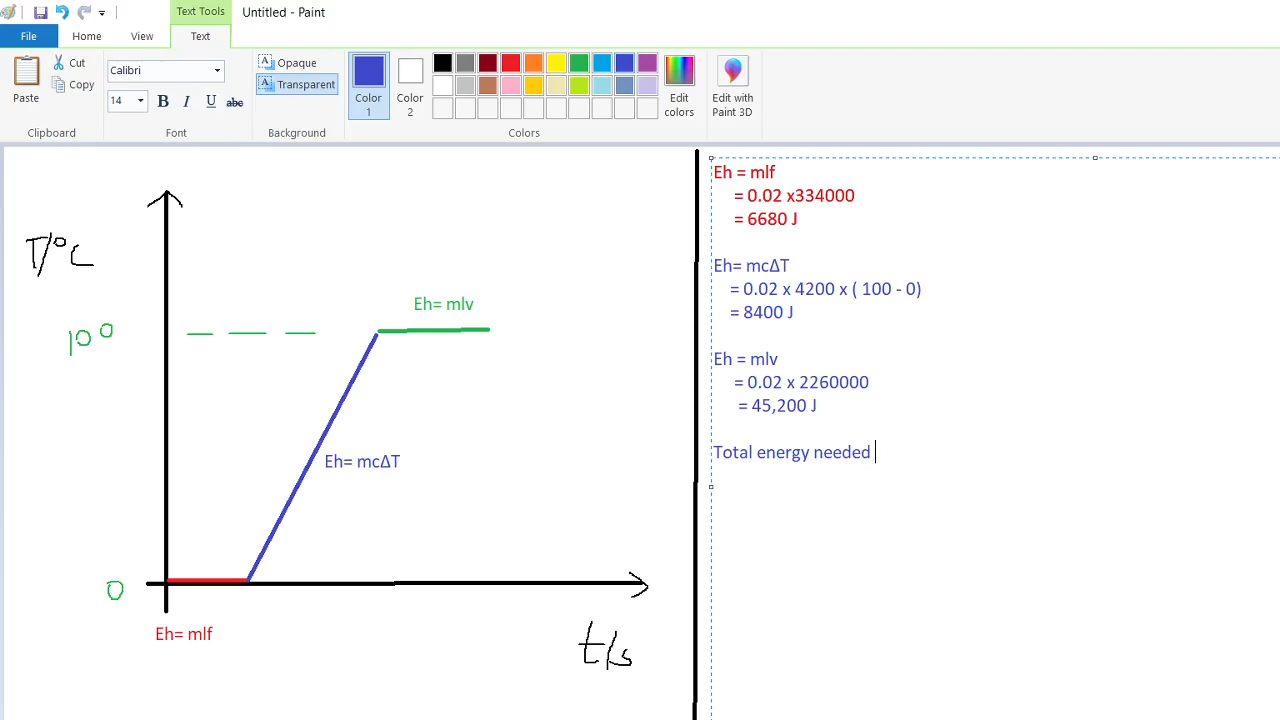 Text Tools
Untitled - Paint
File
Home
View
Text
Paste
Cut
Copy
Calibri
14
B I U abc
Opaque
Transparent
Color 1
Color 2
Edit colors
Edit with Paint 3D
Clipboard
Font
Background
Colors
T/°C
10°
0
Eh= mlv
Eh= mcΔT
Eh= mlf
t/s
Eh = mlf
= 0.02 x334000
= 6680 J
Eh= mcΔT
= 0.02 x 4200 x ( 100 - 0)
= 8400 J
Eh = mlv
= 0.02 x 2260000
= 45,200 J
Total energy needed